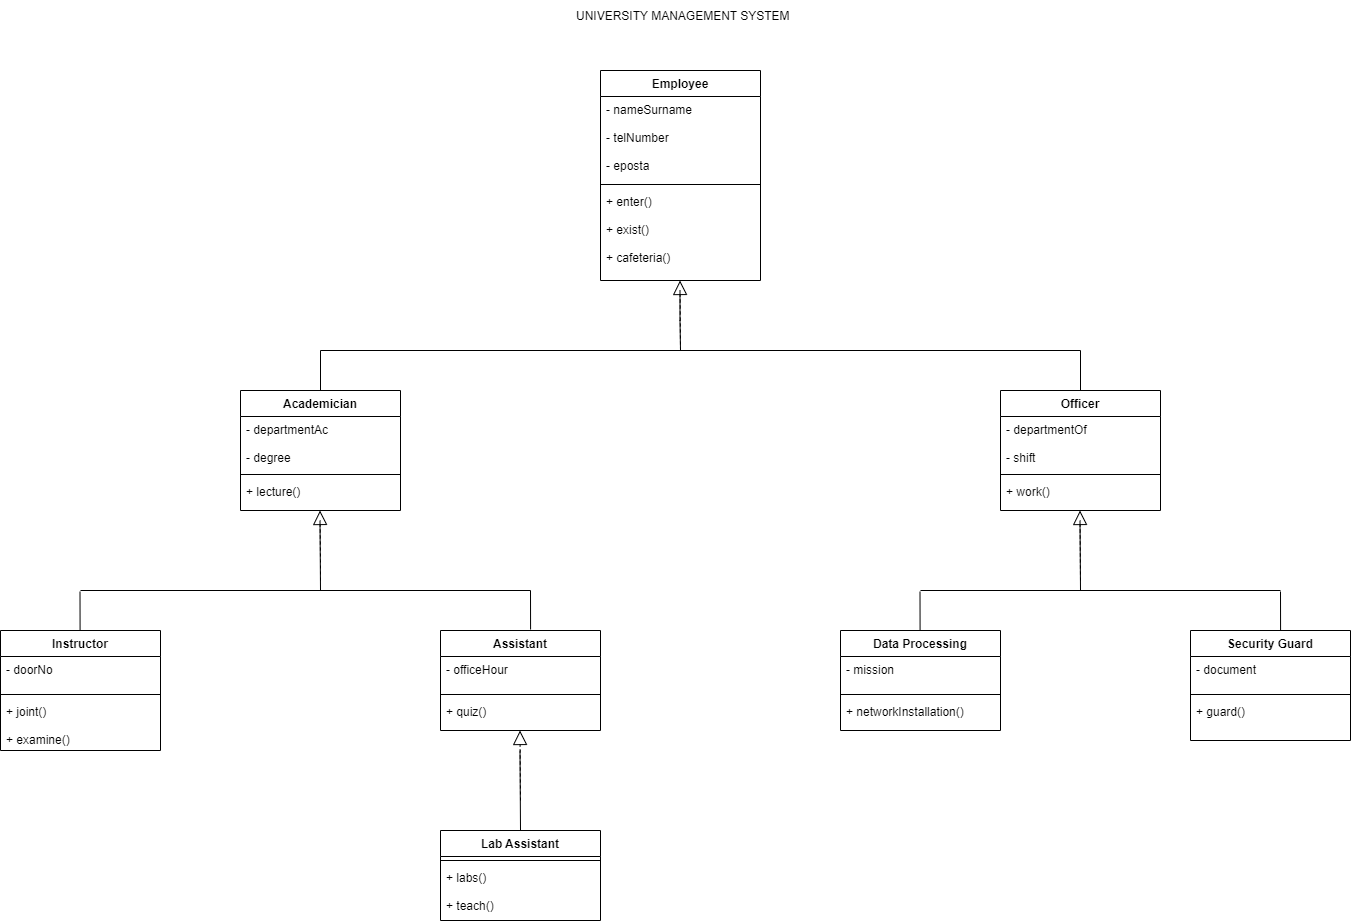 UNIVERSITY MANAGEMENT SYSTEM
Employee
- nameSurname
- telNumber
- eposta
+ enter()
+ exist()
+ cafeteria()
Academician
- departmentAc
- degree
+ lecture()
Officer
- departmentOf
- shift
+ work()
Instructor
- doorNo
+ joint()
+ examine()
Assistant
- officeHour
+ quiz()
Data Processing
- mission
+ networkInstallation()
Security Guard
- document
+ guard()
Lab Assistant
+ labs()
+ teach()